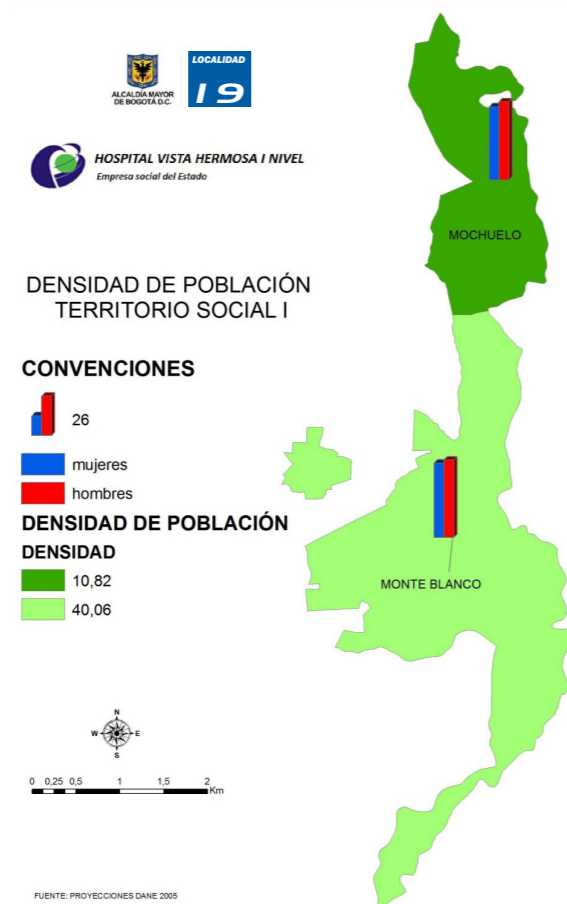 ALCALDÍA MAYOR
DE BOGOTÁ D.C.
LOCALIDAD
19
HOSPITAL VISTA HERMOSA I NIVEL
Empresa social del Estado
MOCHUELO
DENSIDAD DE POBLACIÓN
TERRITORIO SOCIAL I
CONVENCIONES
26
mujeres
hombres
DENSIDAD DE POBLACIÓN
DENSIDAD
10,82
40,06
MONTE BLANCO
N
W E
S
0 0,25 0,5 1 1,5 2
Km
FUENTE: PROYECCIONES DANE 2005